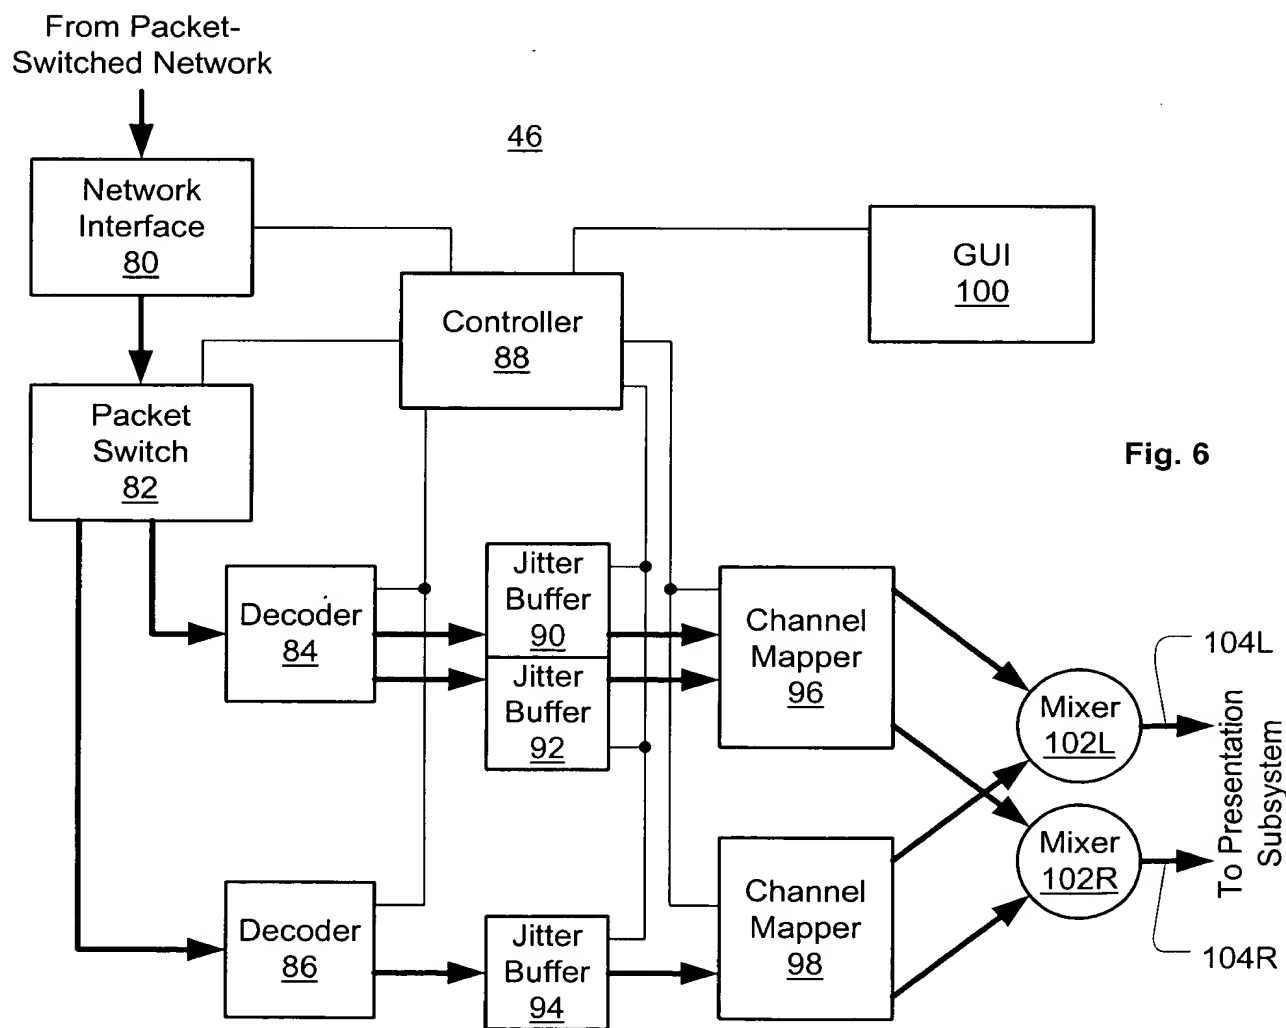 From Packet-
Switched Network
46
Network
Interface
80
GUI
100
Controller
88
Packet
Switch
82
Fig. 6
Decoder
84
Jitter
Buffer
90
Jitter
Buffer
92
Channel
Mapper
96
Mixer
102L
104L
To Presentation
Subsystem
Mixer
102R
104R
Decoder
86
Jitter
Buffer
94
Channel
Mapper
98